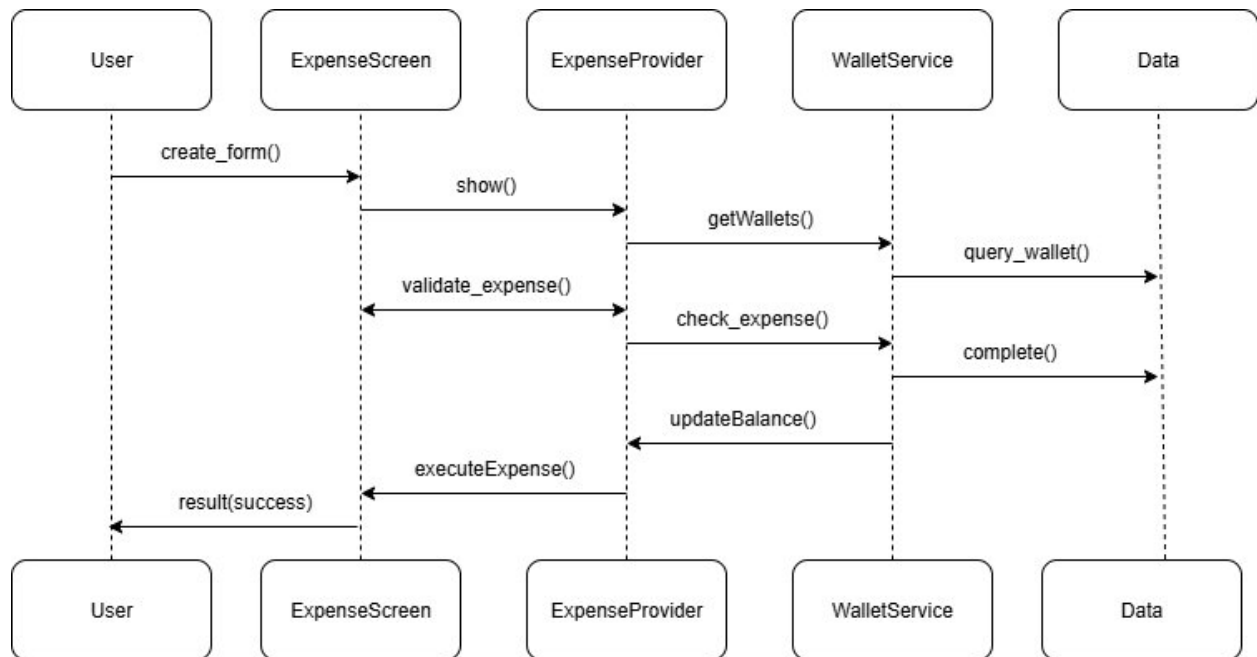 User
ExpenseScreen
ExpenseProvider
WalletService
Data
create_form()
show()
getWallets()
query_wallet()
validate_expense()
check_expense()
complete()
updateBalance()
executeExpense()
result(success)
User
ExpenseScreen
ExpenseProvider
WalletService
Data